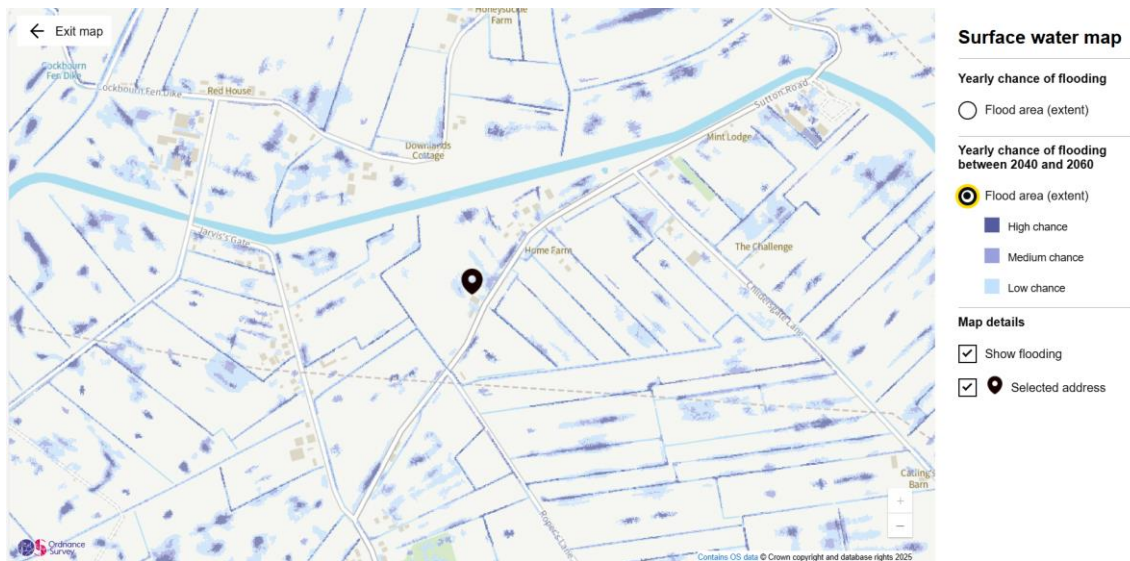 Exit map
Honeysuckle
Farm
Cockbourn
Fen Dike
Cockbourn Fen Dike
Red House
Sutton Road
Downlands
Cottage
Mint Lodge
Jarvis's Gate
Home Farm
The Challenge
Childersgate Lane
Catling's
Barn
Roper's Lane
Ordnance
Survey
Contains OS data © Crown copyright and database rights 2025
+
−
Surface water map
Yearly chance of flooding
Flood area (extent)
Yearly chance of flooding
between 2040 and 2060
Flood area (extent)
High chance
Medium chance
Low chance
Map details
Show flooding
Selected address